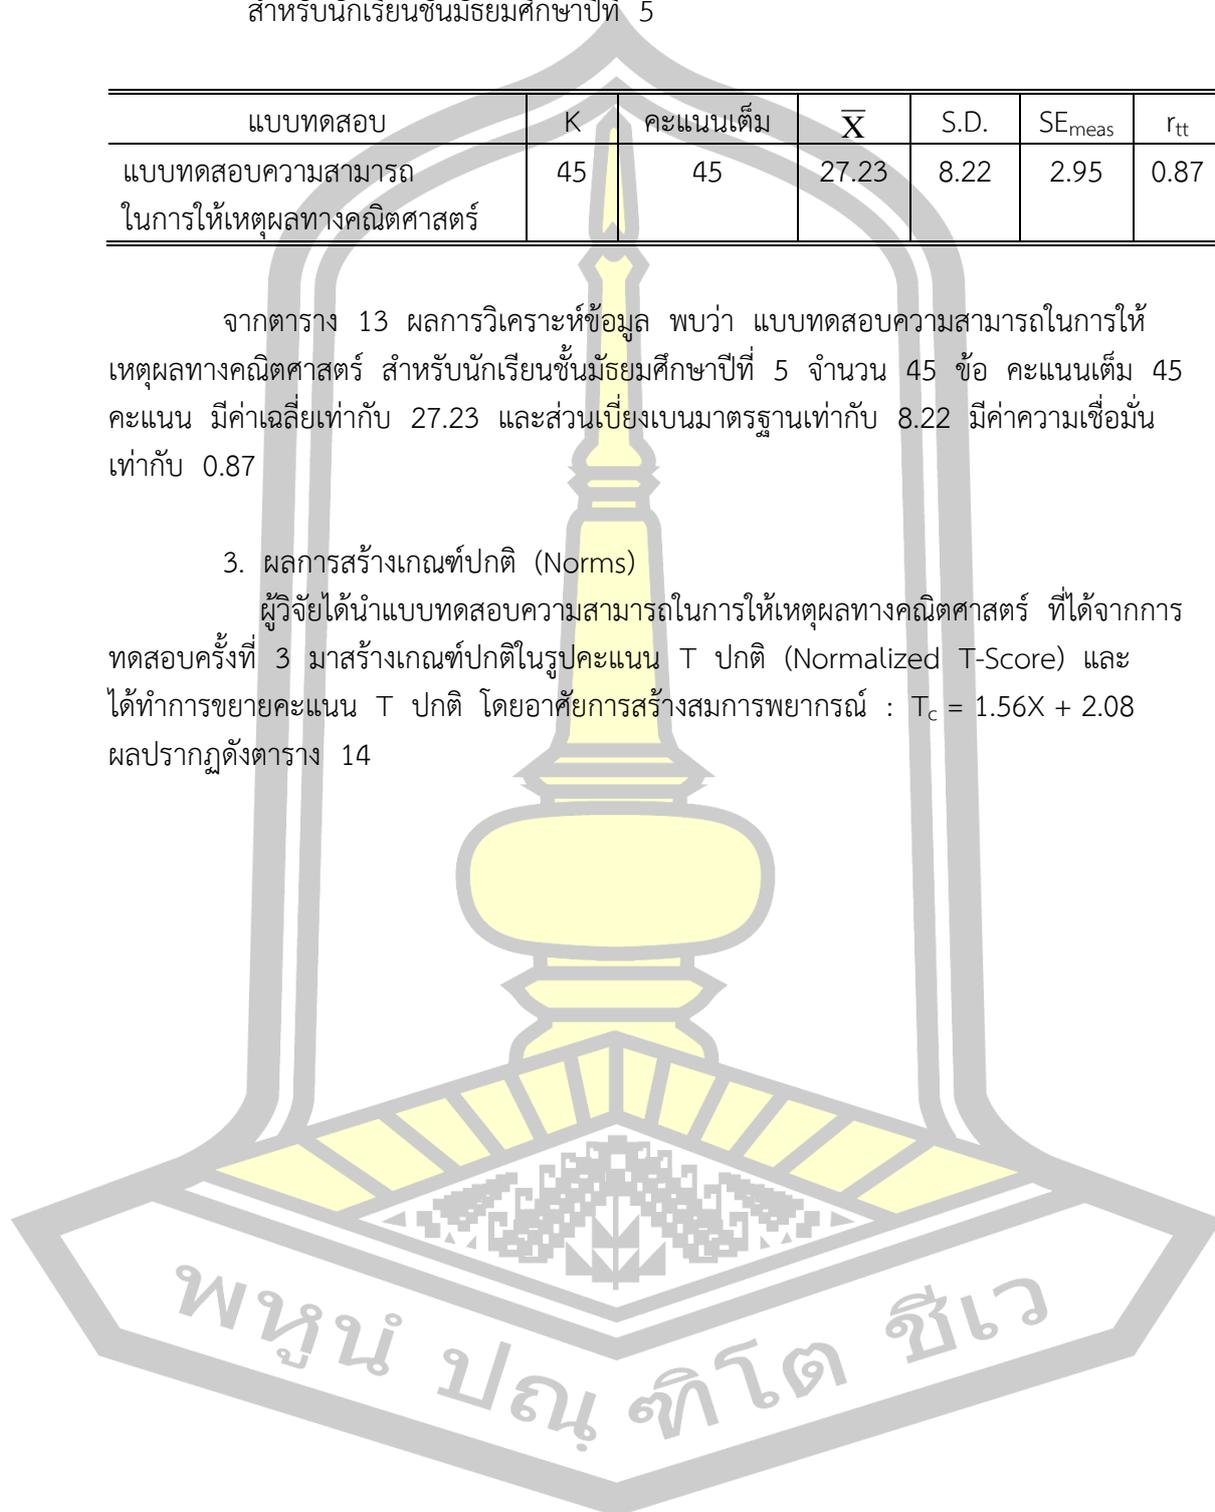 สำหรับนักเรียนชั้นมัธยมศึกษาปีที่ 5
แบบทดสอบ K คะแนนเต็ม X̅ S.D. SEmeas rtt
แบบทดสอบความสามารถ 45 45 27.23 8.22 2.95 0.87
ในการให้เหตุผลทางคณิตศาสตร์
จากตาราง 13 ผลการวิเคราะห์ข้อมูล พบว่า แบบทดสอบความสามารถในการให้
เหตุผลทางคณิตศาสตร์ สำหรับนักเรียนชั้นมัธยมศึกษาปีที่ 5 จำนวน 45 ข้อ คะแนนเต็ม 45
คะแนน มีค่าเฉลี่ยเท่ากับ 27.23 และส่วนเบี่ยงเบนมาตรฐานเท่ากับ 8.22 มีค่าความเชื่อมั่น
เท่ากับ 0.87
3. ผลการสร้างเกณฑ์ปกติ (Norms)
ผู้วิจัยได้นำแบบทดสอบความสามารถในการให้เหตุผลทางคณิตศาสตร์ ที่ได้จากการ
ทดสอบครั้งที่ 3 มาสร้างเกณฑ์ปกติในรูปคะแนน T ปกติ (Normalized T-Score) และ
ได้ทำการขยายคะแนน T ปกติ โดยอาศัยการสร้างสมการพยากรณ์ : Tc = 1.56X + 2.08
ผลปรากฏดังตาราง 14
พหูนํ ปณฺฑิโต ชีเว